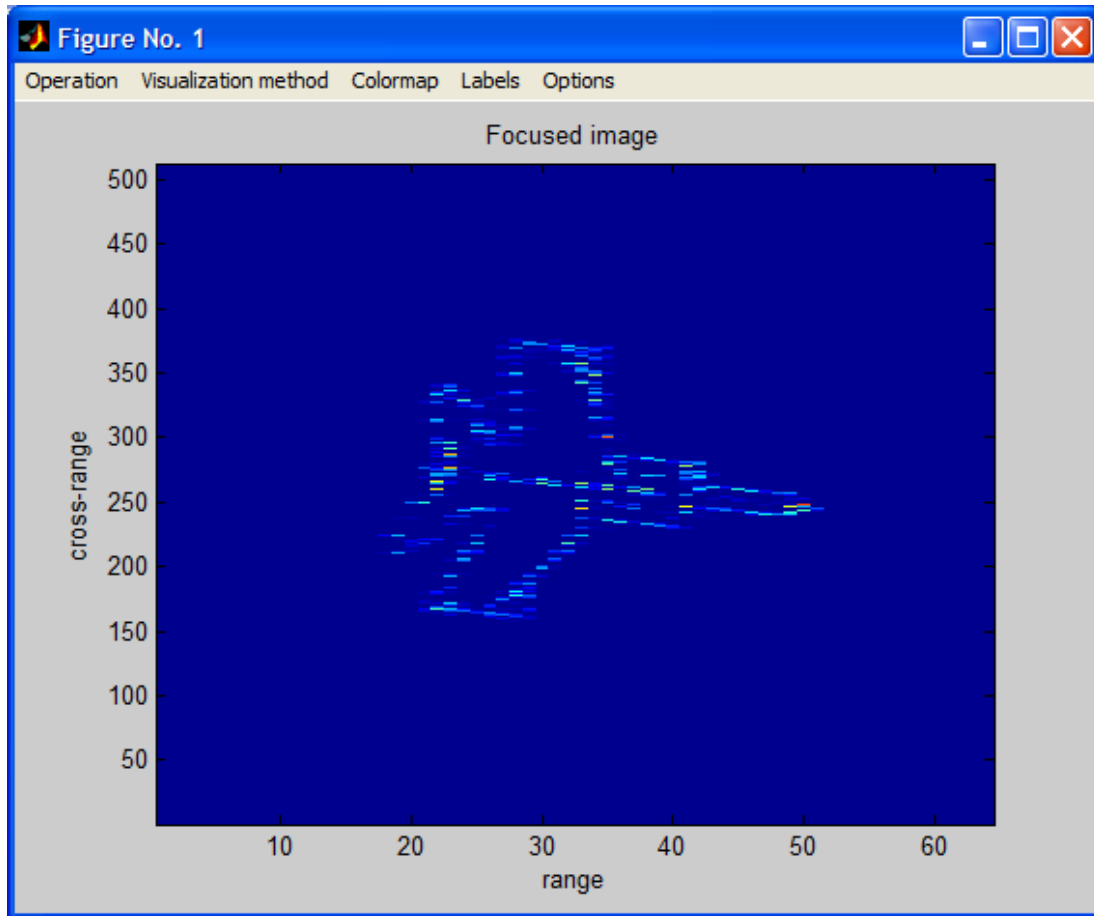 Figure No. 1
Operation Visualization method Colormap Labels Options
Focused image
500
450
400
350
300
250
200
150
100
50
cross-range
10 20 30 40 50 60
range